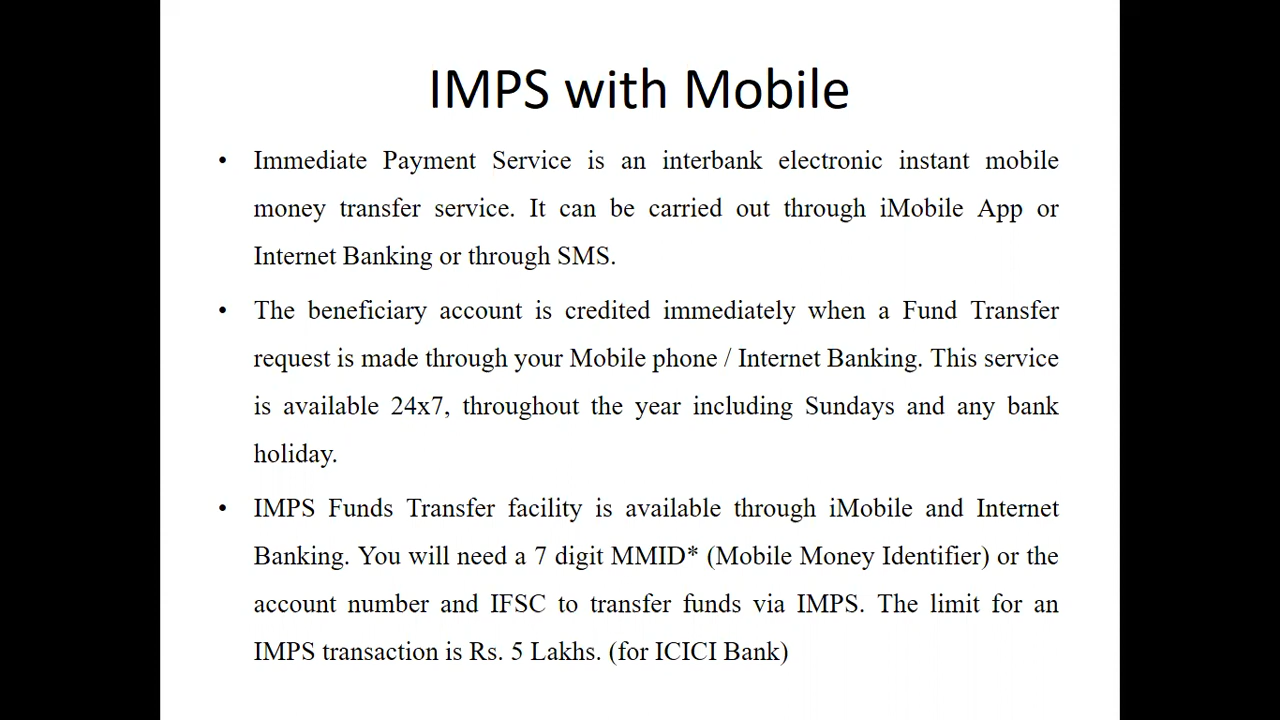 IMPS with Mobile
• Immediate Payment Service is an interbank electronic instant mobile
money transfer service. It can be carried out through iMobile App or
Internet Banking or through SMS.
• The beneficiary account is credited immediately when a Fund Transfer
request is made through your Mobile phone / Internet Banking. This service
is available 24x7, throughout the year including Sundays and any bank
holiday.
• IMPS Funds Transfer facility is available through iMobile and Internet
Banking. You will need a 7 digit MMID* (Mobile Money Identifier) or the
account number and IFSC to transfer funds via IMPS. The limit for an
IMPS transaction is Rs. 5 Lakhs. (for ICICI Bank)